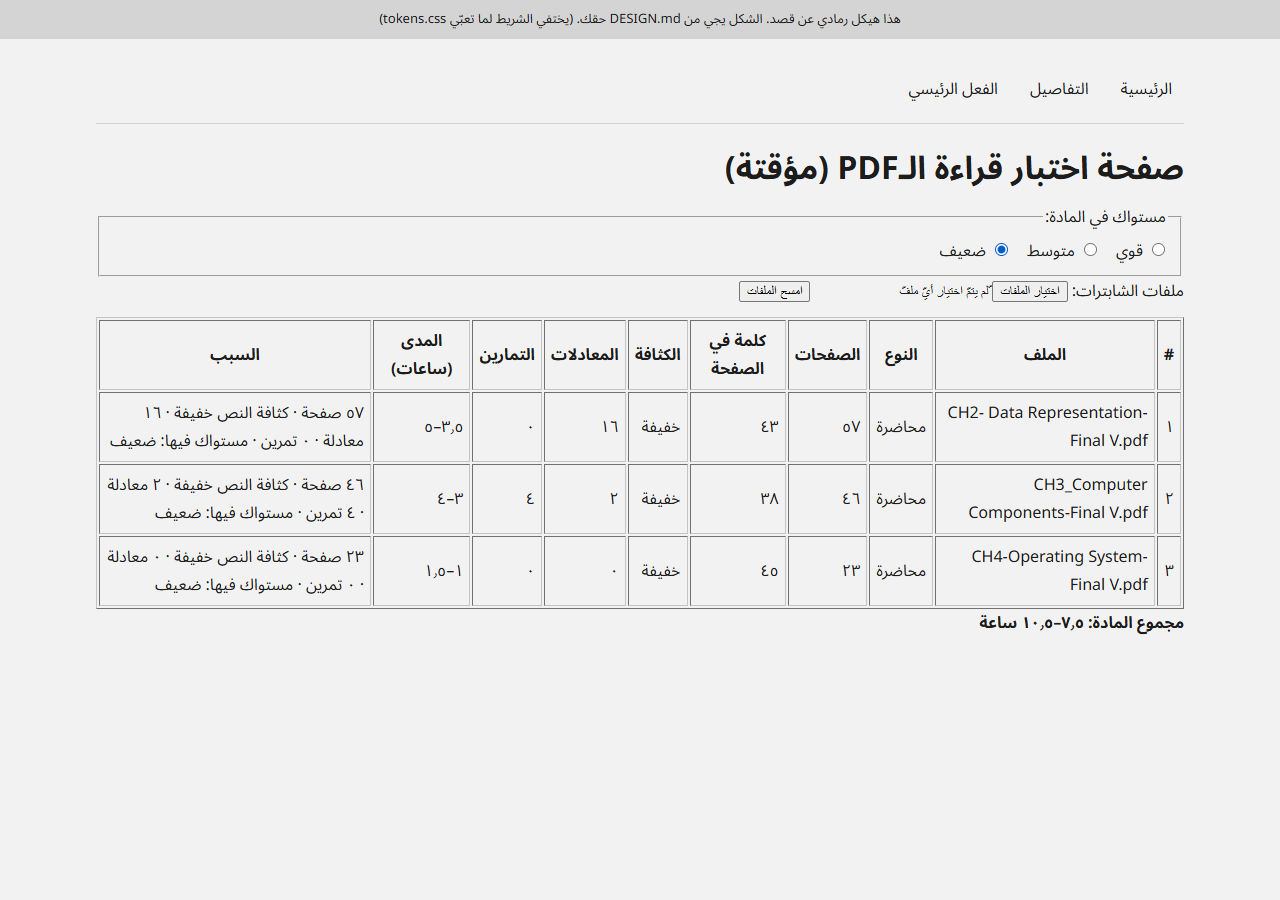 هذا هيكل رمادي عن قصد. الشكل يجي من DESIGN.md حقك. (يختفي الشريط لما تعبّي tokens.css)
الرئيسية التفاصيل الفعل الرئيسي
صفحة اختبار قراءة الـPDF (مؤقتة)
مستواك في المادة:
قوي متوسط ضعيف
ملفات الشابترات: اختيار الملفات لم يتمّ اختيار أيّ ملفّ امسح الملفات
# الملف النوع الصفحات كلمة في الصفحة الكثافة المعادلات التمارين المدى (ساعات) السبب
١ CH2- Data Representation-Final V.pdf محاضرة ٥٧ ٤٣ خفيفة ١٦ ٠ ٣٫٥–٥ ٥٧ صفحة · كثافة النص خفيفة · ١٦ معادلة · ٠ تمرين · مستواك فيها: ضعيف
٢ CH3_Computer Components-Final V.pdf محاضرة ٤٦ ٣٨ خفيفة ٢ ٤ ٣–٤ ٤٦ صفحة · كثافة النص خفيفة · ٢ معادلة · ٤ تمرين · مستواك فيها: ضعيف
٣ CH4-Operating System-Final V.pdf محاضرة ٢٣ ٤٥ خفيفة ٠ ٠ ١–١٫٥ ٢٣ صفحة · كثافة النص خفيفة · ٠ معادلة · ٠ تمرين · مستواك فيها: ضعيف
مجموع المادة: ٧٫٥–١٠٫٥ ساعة